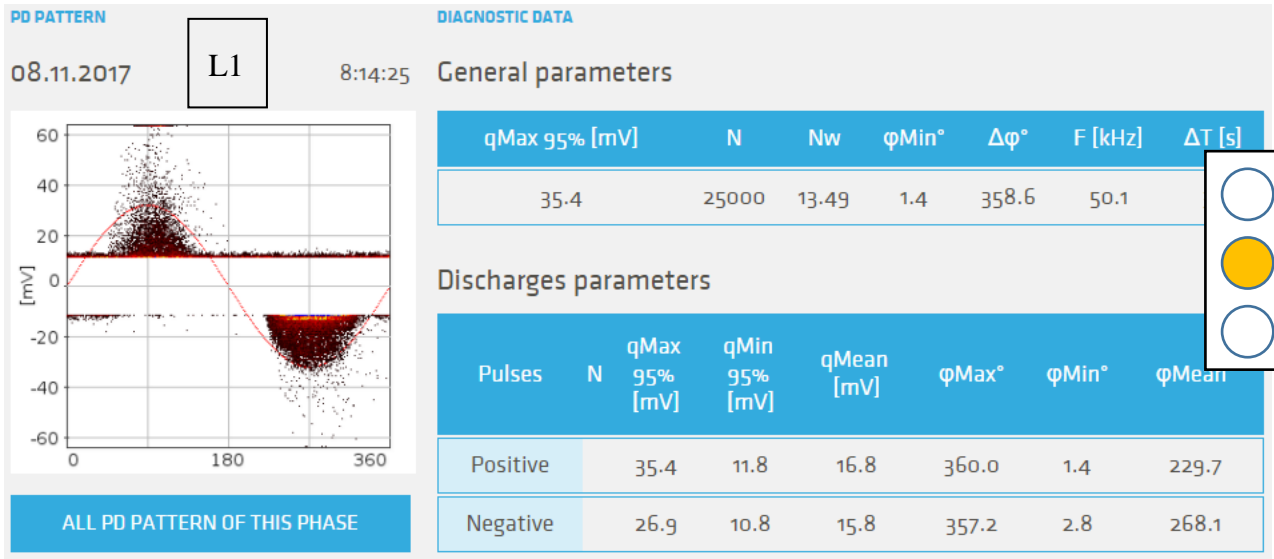 PD PATTERN
08.11.2017 L1 8:14:25
60
40
20
0
-20
-40
-60
[mV]
0 180 360
ALL PD PATTERN OF THIS PHASE
DIAGNOSTIC DATA
General parameters
qMax 95% [mV] N Nw φMin° Δφ° F [kHz] ΔT [s]
35.4 25000 13.49 1.4 358.6 50.1
Discharges parameters
Pulses N qMax 95% [mV] qMin 95% [mV] qMean [mV] φMax° φMin° φMean
Positive 35.4 11.8 16.8 360.0 1.4 229.7
Negative 26.9 10.8 15.8 357.2 2.8 268.1